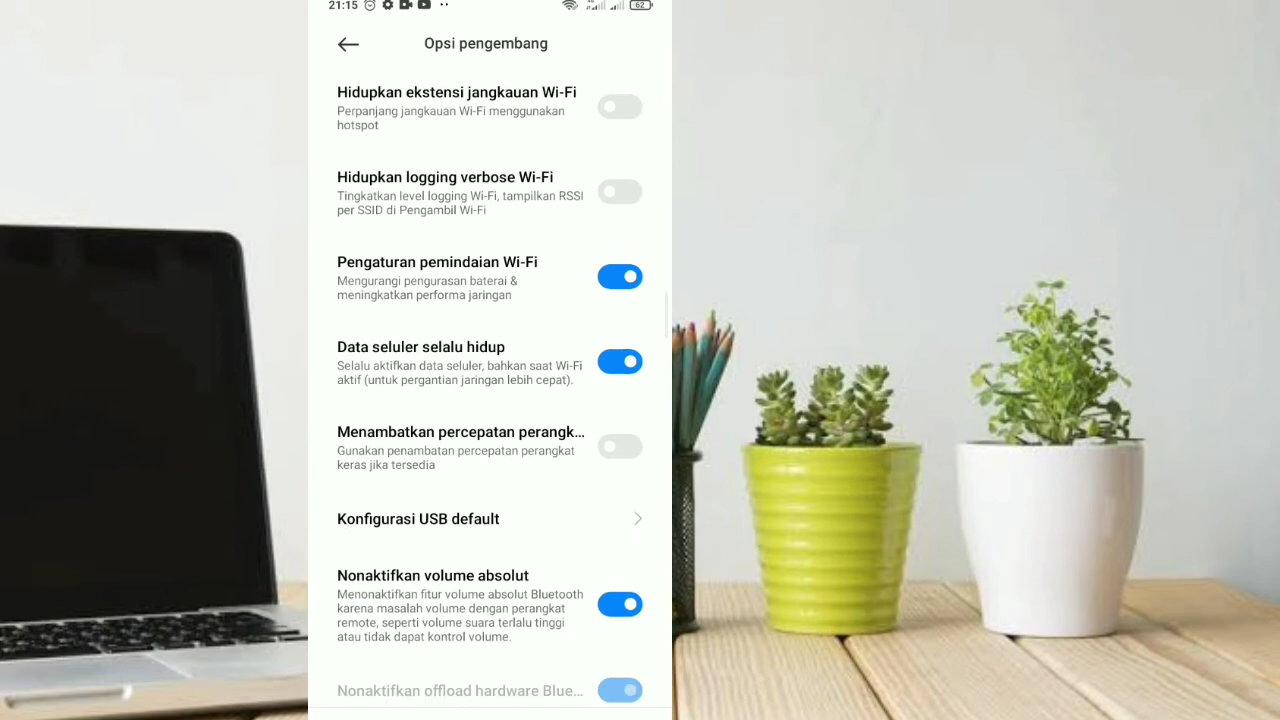 21:15
62
Opsi pengembang
Hidupkan ekstensi jangkauan Wi-Fi
Perpanjang jangkauan Wi-Fi menggunakan
hotspot
Hidupkan logging verbose Wi-Fi
Tingkatkan level logging Wi-Fi, tampilkan RSSI
per SSID di Pengambil Wi-Fi
Pengaturan pemindaian Wi-Fi
Mengurangi pengurasan baterai &
meningkatkan performa jaringan
Data seluler selalu hidup
Selalu aktifkan data seluler, bahkan saat Wi-Fi
aktif (untuk pergantian jaringan lebih cepat).
Menambatkan percepatan perangk...
Gunakan penambatan percepatan perangkat
keras jika tersedia
Konfigurasi USB default
Nonaktifkan volume absolut
Menonaktifkan fitur volume absolut Bluetooth
karena masalah volume dengan perangkat
remote, seperti volume suara terlalu tinggi
atau tidak dapat kontrol volume.
Nonaktifkan offload hardware Blue...